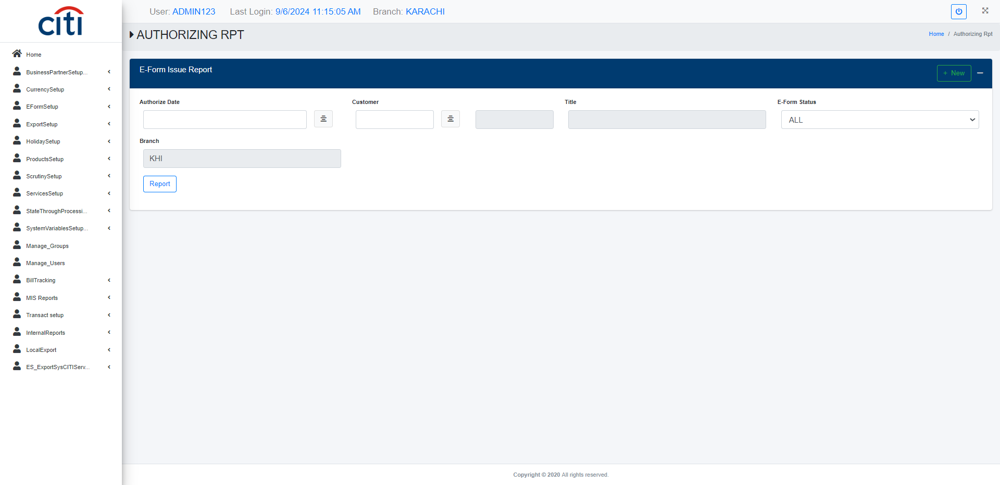 citi
User: ADMIN123 Last Login: 9/6/2024 11:15:05 AM Branch: KARACHI
AUTHORIZING RPT
Home / Authorizing Rpt
Home
BusinessPartnerSetup...
CurrencySetup
EFormSetup
ExportSetup
HolidaySetup
ProductsSetup
ScrutinySetup
ServicesSetup
StateThroughProcessi...
SystemVariablesSetup...
Manage_Groups
Manage_Users
BillTracking
MIS Reports
Transact setup
InternalReports
LocalExport
ES_ExportSysCITIServ...
E-Form Issue Report
+ New
Authorize Date Customer Title E-Form Status
ALL
Branch
KHI
Report
Copyright © 2020 All rights reserved.